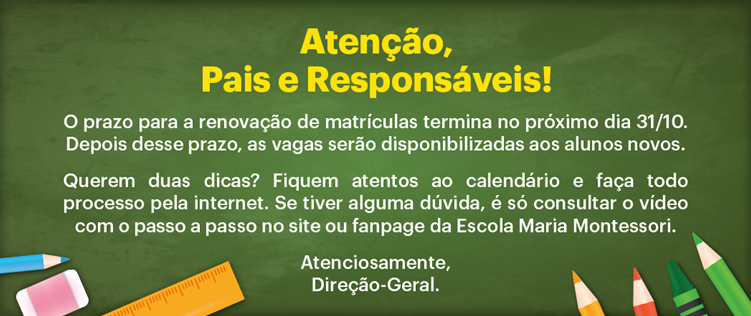 Atenção,
Pais e Responsáveis!
O prazo para a renovação de matrículas termina no próximo dia 31/10.
Depois desse prazo, as vagas serão disponibilizadas aos alunos novos.
Querem duas dicas? Fiquem atentos ao calendário e faça todo
processo pela internet. Se tiver alguma dúvida, é só consultar o vídeo
com o passo a passo no site ou fanpage da Escola Maria Montessori.
Atenciosamente,
Direção-Geral.